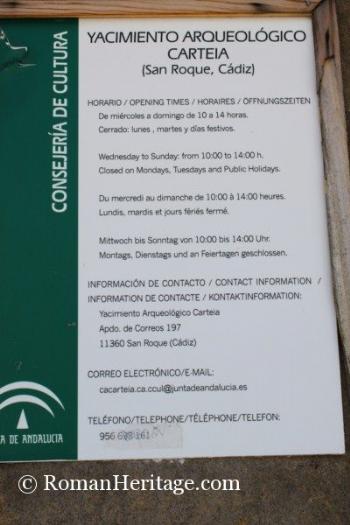 YACIMIENTO ARQUEOLÓGICO
CARTEIA
(San Roque, Cádiz)
CONSEJERÍA DE CULTURA
HORARIO / OPENING TIMES / HORAIRES / ÖFFNUNGSZEITEN
De miércoles a domingo de 10 a 14 horas.
Cerrado: lunes , martes y días festivos.
Wednesday to Sunday: from 10:00 to 14:00 h.
Closed on Mondays, Tuesdays and Public Holidays.
Du mercredi au dimanche de 10:00 à 14:00 heures.
Lundis, mardis et jours fériés fermé.
Mittwoch bis Sonntag von 10:00 bis 14:00 Uhr.
Montags, Dienstags und an Feiertagen geschlossen.
INFORMACIÓN DE CONTACTO / CONTACT INFORMATION /
INFORMATION DE CONTACTE / KONTAKTINFORMATION:
Yacimiento Arqueológico Carteia
Apdo. de Correos 197
11360 San Roque (Cádiz)
CORREO ELECTRÓNICO/E-MAIL:
cacarteia.ca.ccul@juntadeandalucia.es
TELÉFONO/TELEPHONE/TÉLÉPHONE/TELEFON:
956
A DE ANDALUCIA
© RomanHeritage.com